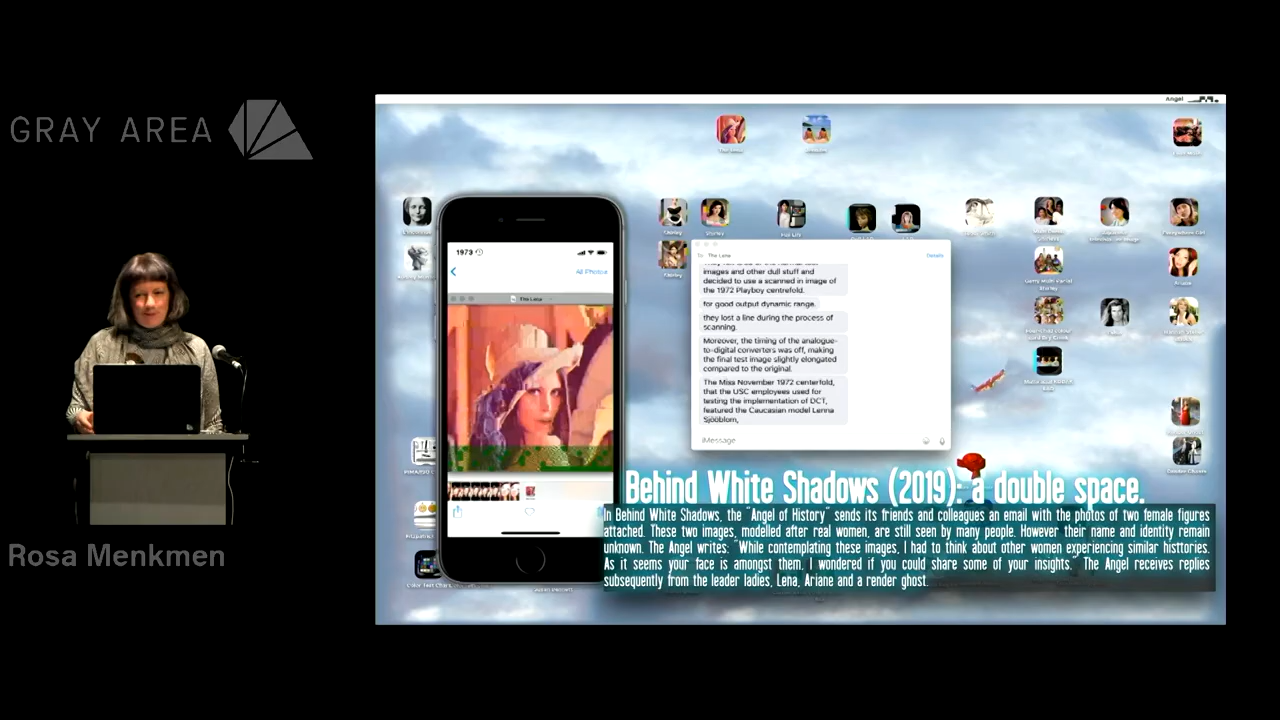 GRAY AREA
Rosa Menkmen
Angel
The Lena
Shirley
Shirley
Shirley
1973
All Photos
The Lena
To: The Lena
Details
images and other dull stuff and
decided to use a scanned in image of
the 1972 Playboy centrefold.
for good output dynamic range.
they lost a line during the process of
scanning.
Moreover, the timing of the analogue-
to-digital converters was off, making
the final test image slightly elongated
compared to the original.
The Miss November 1972 centerfold,
that the USC employees used for
testing the implementation of DCT,
featured the Caucasian model Lenna
Sjööblom,
iMessage
Behind White Shadows (2019): a double space.
In Behind White Shadows, the "Angel of History" sends its friends and colleagues an email with the photos of two female figures
attached. These two images, modelled after real women, are still seen by many people. However their name and identity remain
unknown. The Angel writes: "While contemplating these images, I had to think about other women experiencing similar histtories.
As it seems your face is amongst them, I wondered if you could share some of your insights." The Angel receives replies
subsequently from the leader ladies, Lena, Ariane and a render ghost.